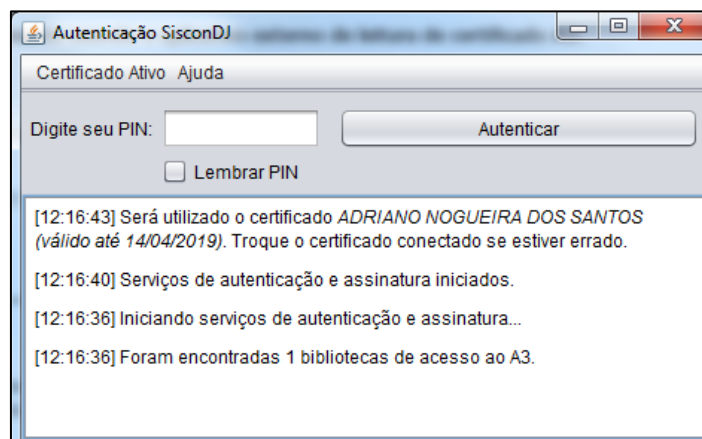 Autenticação SisconDJ
Certificado Ativo Ajuda
Digite seu PIN:
Autenticar
Lembrar PIN
[12:16:43] Será utilizado o certificado ADRIANO NOGUEIRA DOS SANTOS
(válido até 14/04/2019). Troque o certificado conectado se estiver errado.
[12:16:40] Serviços de autenticação e assinatura iniciados.
[12:16:36] Iniciando serviços de autenticação e assinatura...
[12:16:36] Foram encontradas 1 bibliotecas de acesso ao A3.